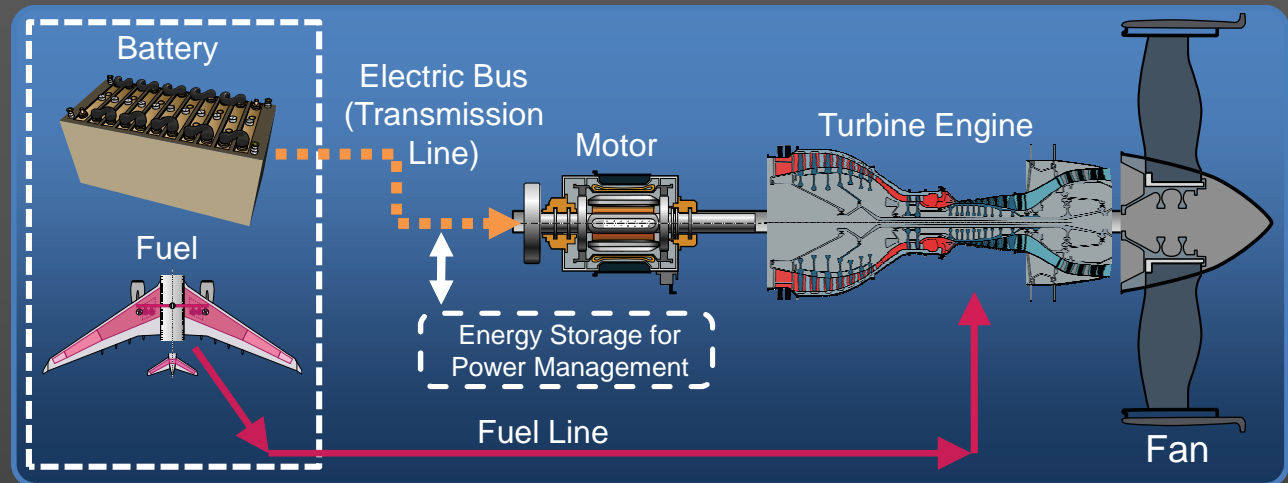 Battery
Electric Bus
(Transmission
Line)
Motor
Turbine Engine
Fuel
Energy Storage for
Power Management
Fuel Line
Fan